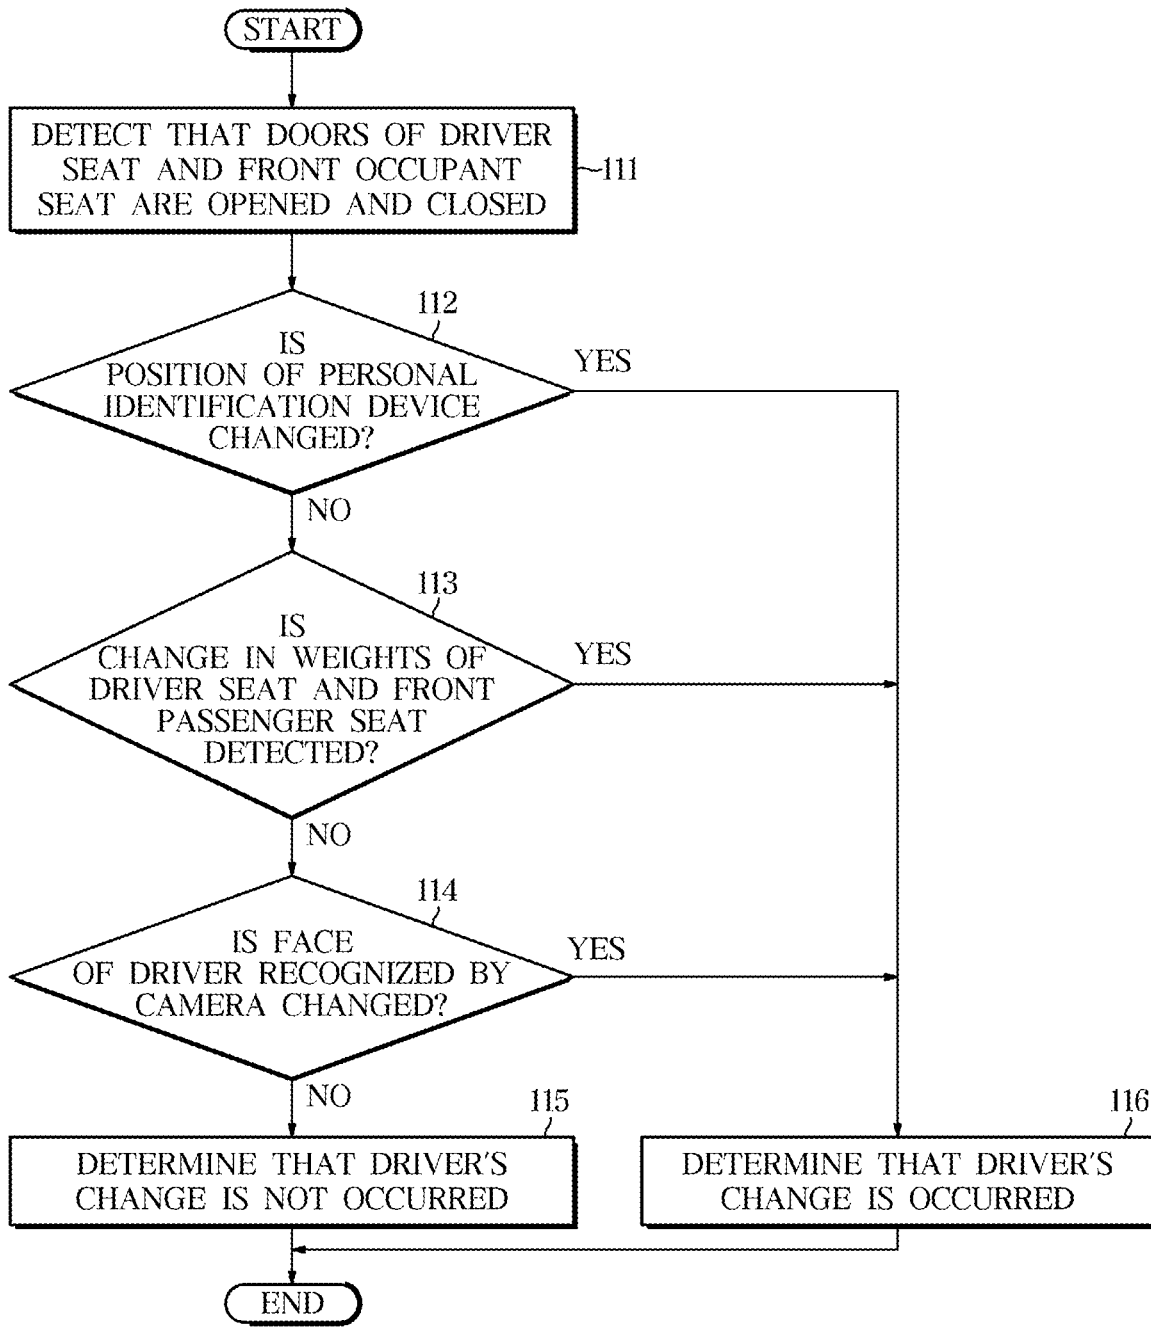 START
DETECT THAT DOORS OF DRIVER
SEAT AND FRONT OCCUPANT
SEAT ARE OPENED AND CLOSED
111
112
IS
POSITION OF PERSONAL
IDENTIFICATION DEVICE
CHANGED?
YES
NO
113
IS
CHANGE IN WEIGHTS OF
DRIVER SEAT AND FRONT
PASSENGER SEAT
DETECTED?
YES
NO
114
IS FACE
OF DRIVER RECOGNIZED BY
CAMERA CHANGED?
YES
NO
115
DETERMINE THAT DRIVER'S
CHANGE IS NOT OCCURRED
116
DETERMINE THAT DRIVER'S
CHANGE IS OCCURRED
END